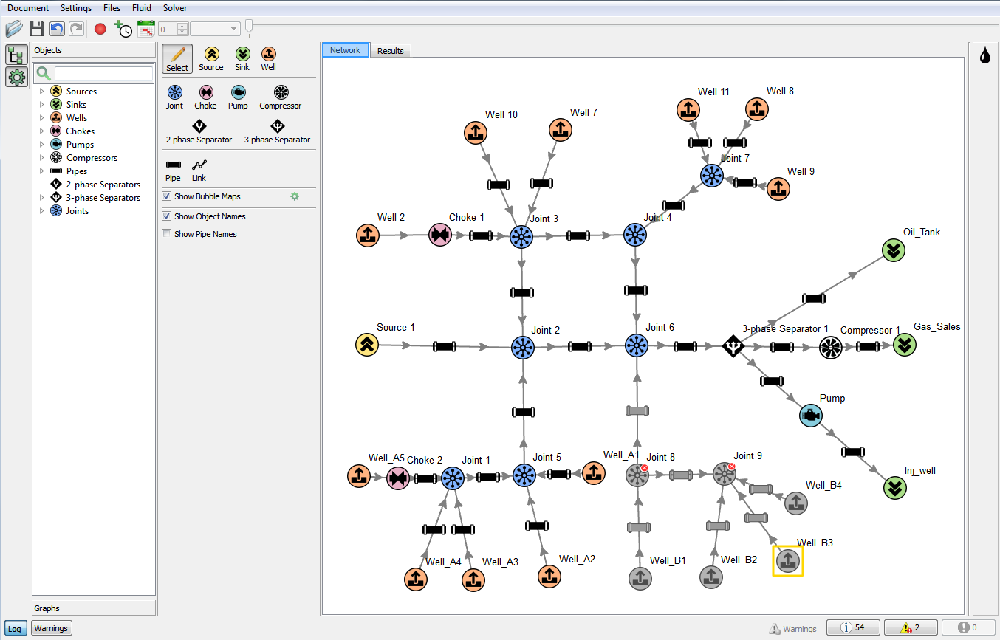 Document Settings Files Fluid Solver
0
Objects
Sources
Sinks
Wells
Chokes
Pumps
Compressors
Pipes
2-phase Separators
3-phase Separators
Joints
Graphs
Log Warnings
Select Source Sink Well
Joint Choke Pump Compressor
2-phase Separator 3-phase Separator
Pipe Link
Show Bubble Maps
Show Object Names
Show Pipe Names
Network Results
Well 11 Well 8
Well 10 Well 7
Joint 7
Well 9
Well 2 Choke 1 Joint 3 Joint 4
Oil_Tank
Source 1 Joint 2 Joint 6 3-phase Separator 1 Compressor 1 Gas_Sales
Pump
Well_A5 Choke 2 Joint 1 Joint 5 Well_A1 Joint 8 Joint 9
Inj_well
Well_B4
Well_B3
Well_A4 Well_A3 Well_A2 Well_B1 Well_B2
Warnings 54 2 0